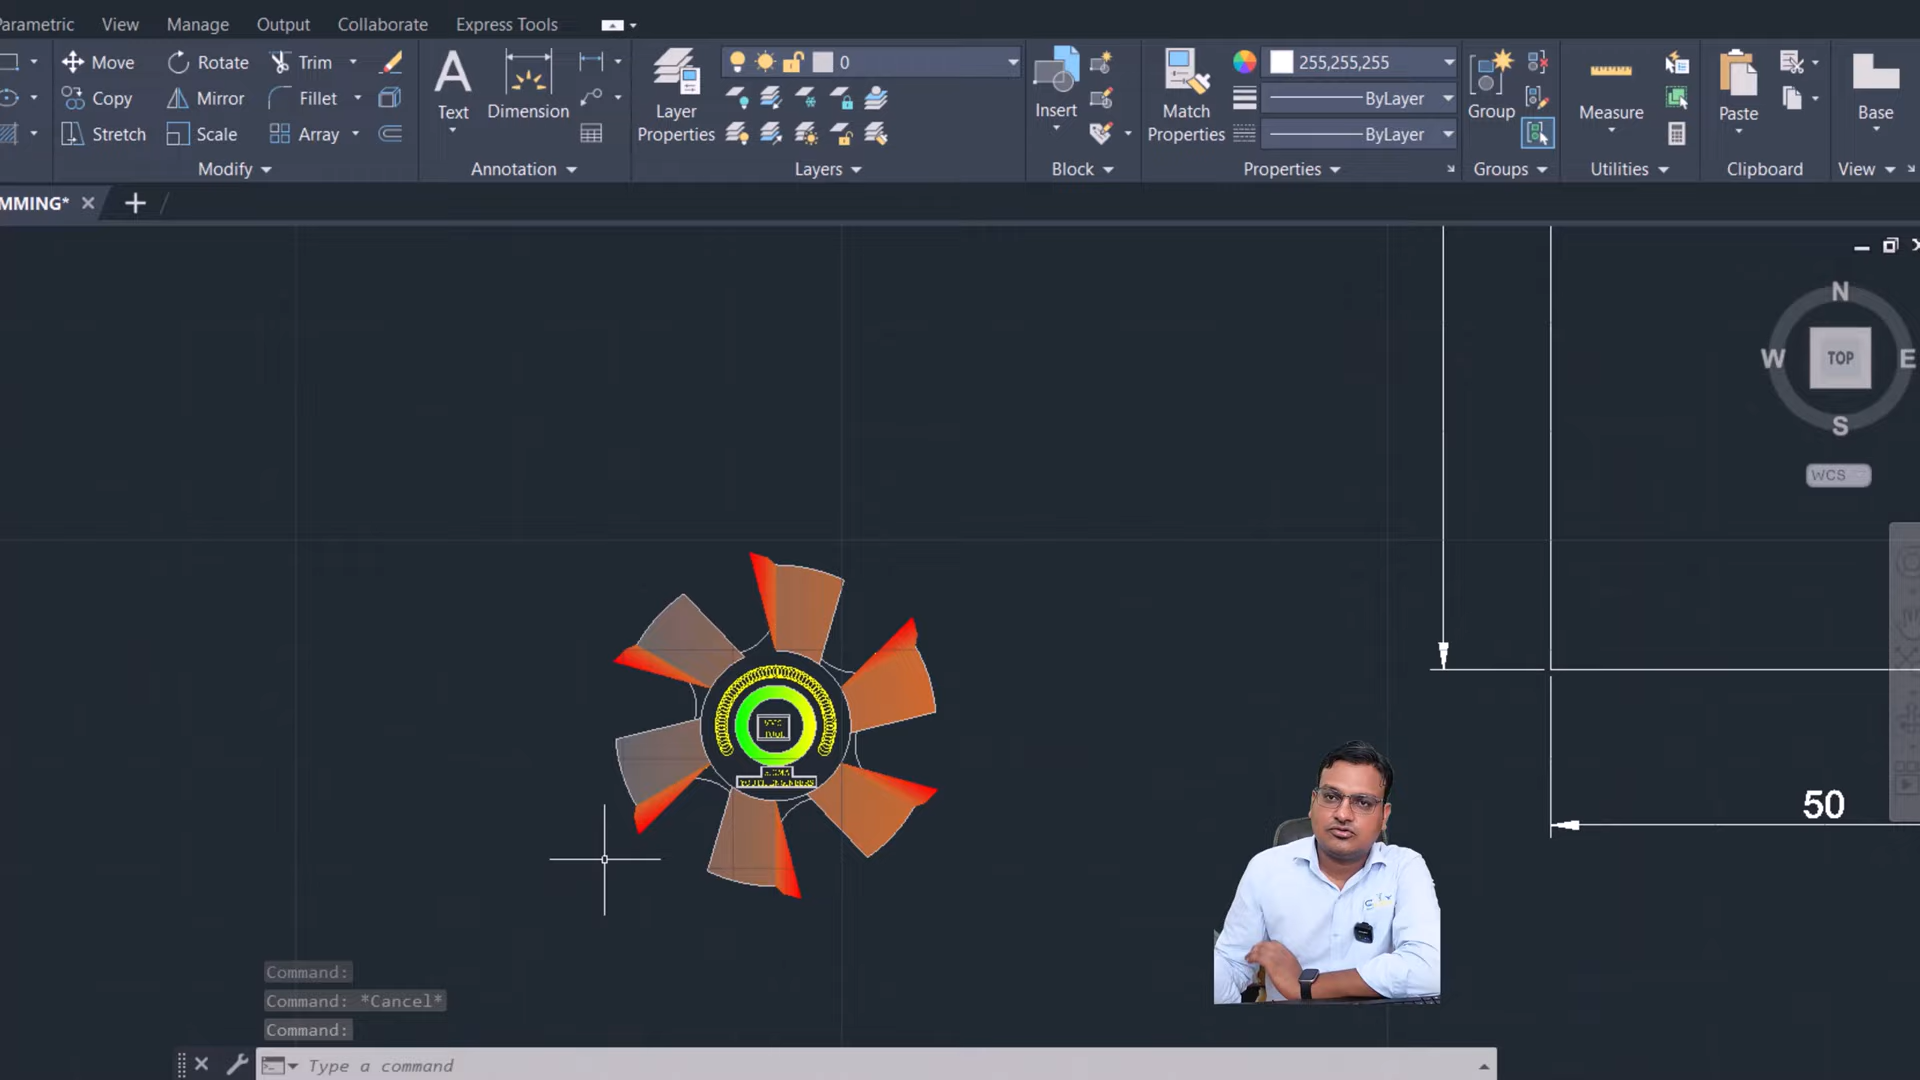 Parametric View Manage Output Collaborate Express Tools
Move Rotate Trim
Copy Mirror Fillet
Stretch Scale Array
Modify
Text Dimension
Annotation
Layer
Properties
0
Layers
Insert
Block
Match
Properties
255,255,255
ByLayer
ByLayer
Properties
Group
Groups
Measure
Utilities
Paste
Clipboard
Base
View
MMING*
N
W TOP E
S
WCS
50
Command:
Command: *Cancel*
Command:
Type a command